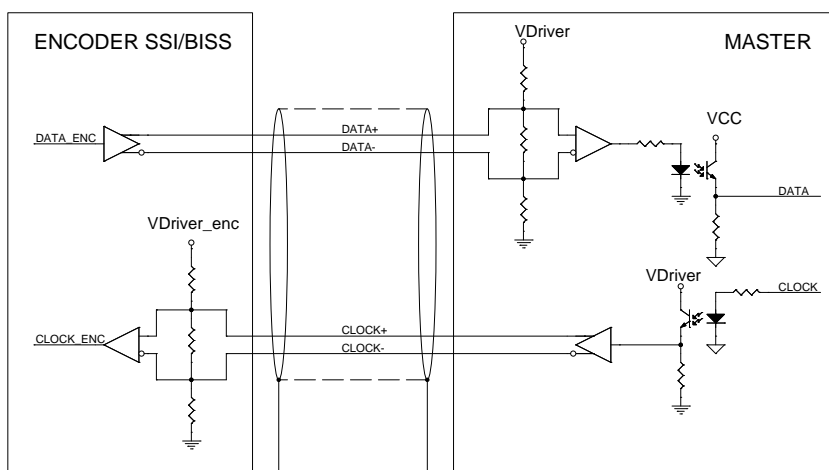 ENCODER SSI/BISS
VDriver
MASTER
DATA_ENC
DATA+
DATA-
VCC
DATA
VDriver_enc
VDriver
CLOCK
CLOCK_ENC
CLOCK+
CLOCK-